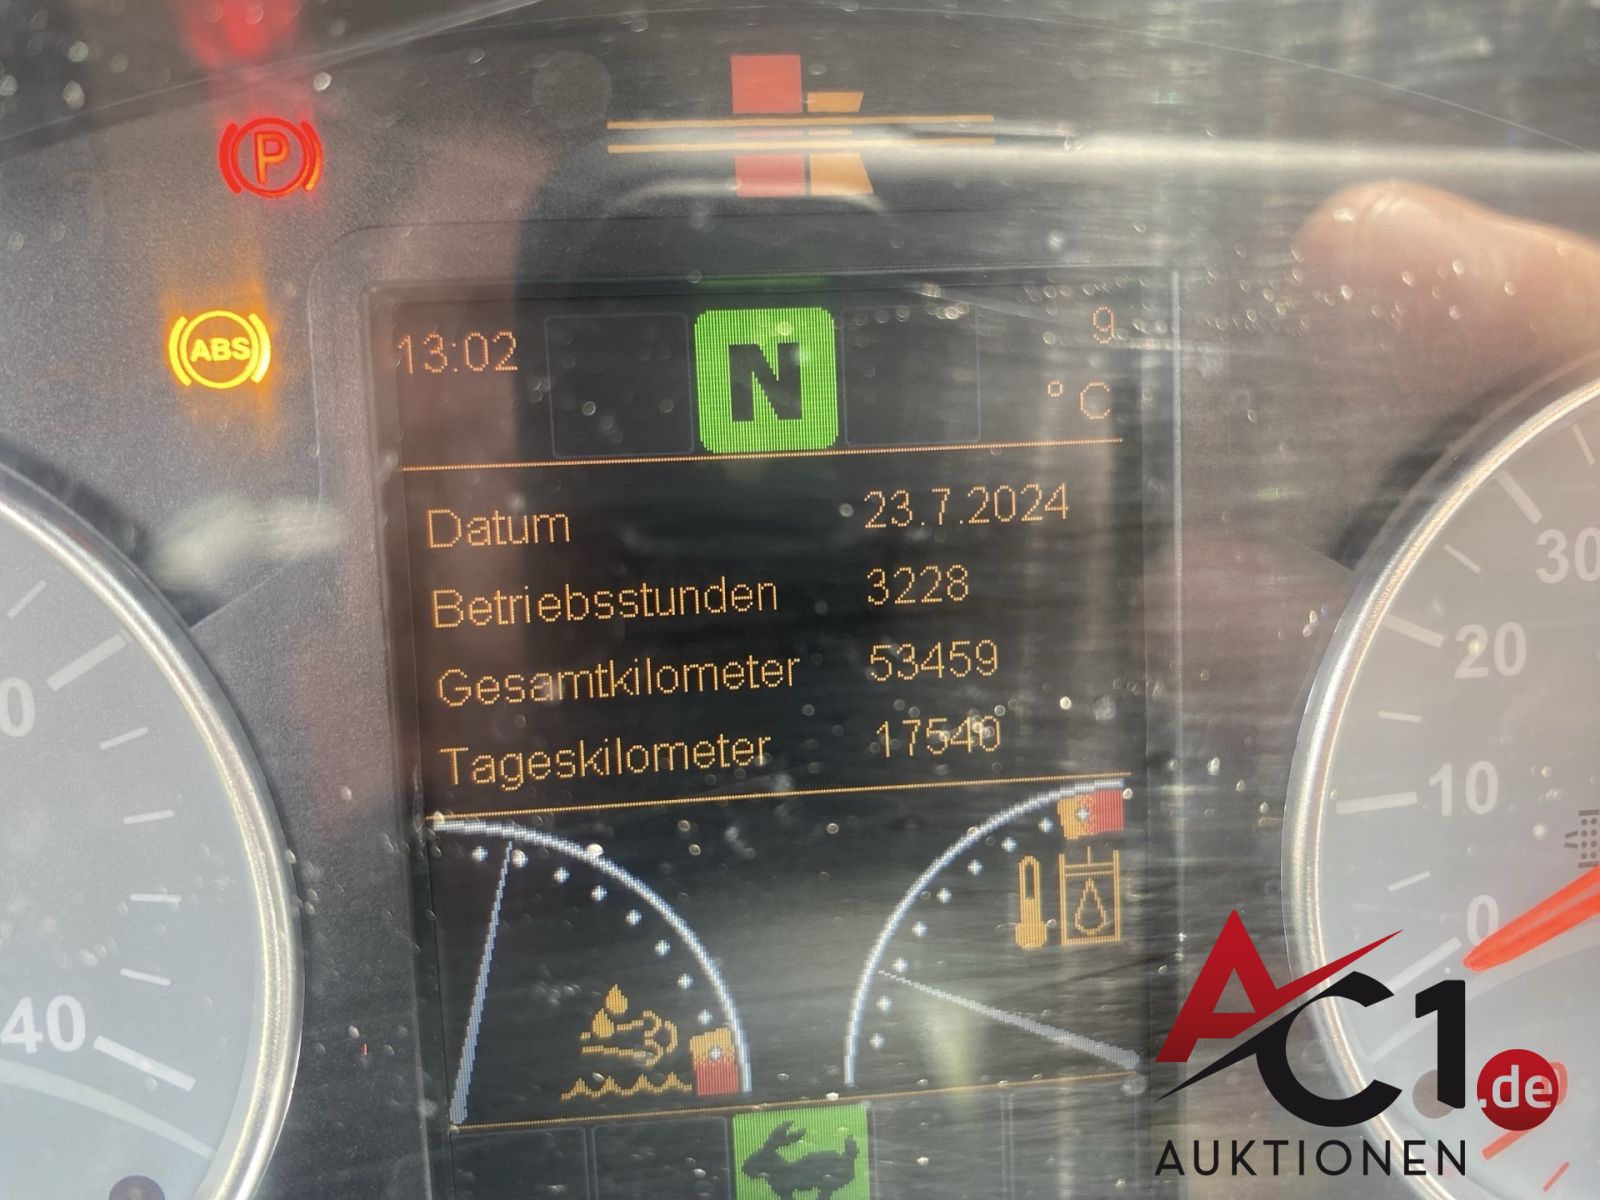 P
ABS
13:02 N 9
°C
Datum 23.7.2024
Betriebsstunden 3228
Gesamtkilometer 53459
Tageskilometer 17540
30
20
10
0
0
40
AC1.de
AUKTIONEN